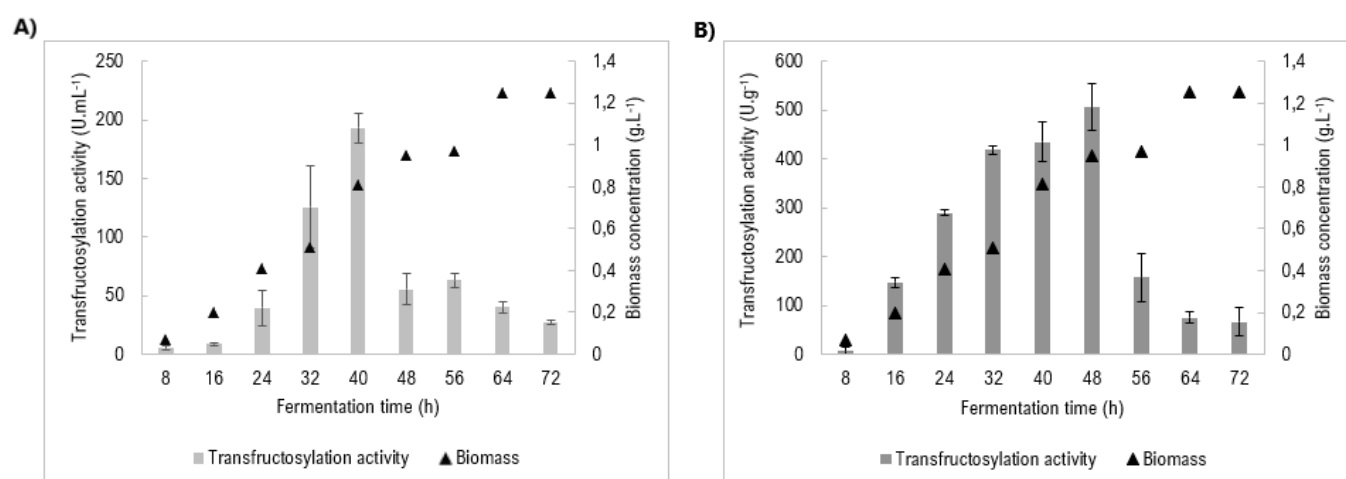 A)
Transfructosylation activity (U.mL⁻¹)
250
200
150
100
50
0
1,4
1,2
1
0,8
0,6
0,4
0,2
0
Biomass concentration (g.L⁻¹)
8 16 24 32 40 48 56 64 72
Fermentation time (h)
Transfructosylation activity Biomass
B)
Transfructosylation activity (U.g⁻¹)
600
500
400
300
200
100
0
1,4
1,2
1
0,8
0,6
0,4
0,2
0
Biomass concentration (g.L⁻¹)
8 16 24 32 40 48 56 64 72
Fermentation time (h)
Transfructosylation activity Biomass